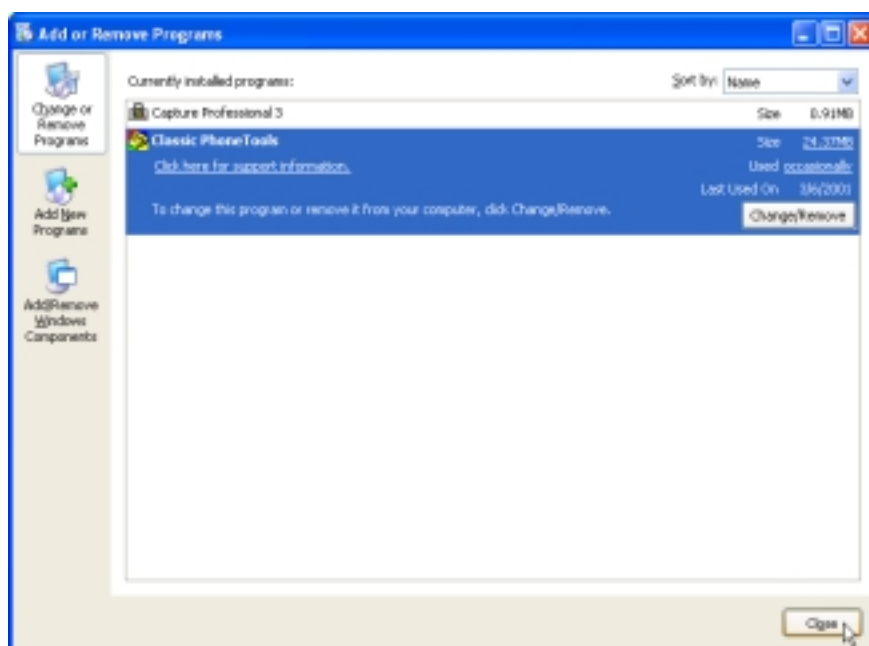 Add or Remove Programs
Change or
Remove
Programs
Currently installed programs:
Sort by: Name
Capture Professional 3 Size 0.91MB
Classic PhoneTools Size 24.37MB
Click here for support information. Used occasionally
Last Used On 3/6/2001
To change this program or remove it from your computer, click Change/Remove. Change/Remove
Add New
Programs
Add/Remove
Windows
Components
Close